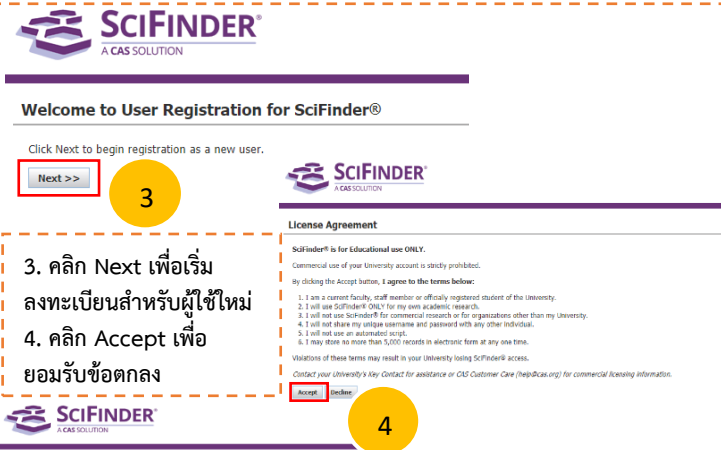 SCIFINDER®
A CAS SOLUTION
Welcome to User Registration for SciFinder®
Click Next to begin registration as a new user.
Next >>
3
3. คลิก Next เพื่อเริ่ม
ลงทะเบียนสำหรับผู้ใช้ใหม่
4. คลิก Accept เพื่อ
ยอมรับข้อตกลง
SCIFINDER®
A CAS SOLUTION
License Agreement
SciFinder® is for Educational use ONLY.
Commercial use of your University account is strictly prohibited.
By clicking the Accept button, I agree to the terms below:
1. I am a current faculty, staff member or officially registered student of the University.
2. I will use SciFinder® ONLY for my own academic research.
3. I will not use SciFinder® for commercial research or for organizations other than my University.
4. I will not share my unique username and password with any other individual.
5. I will not use an automated script.
6. I may store no more than 5,000 records in electronic form at any one time.
Violations of these terms may result in your University losing SciFinder® access.
Contact your University's Key Contact for assistance or CAS Customer Care (help@cas.org) for commercial licensing information.
Accept Decline
4
SCIFINDER®
A CAS SOLUTION